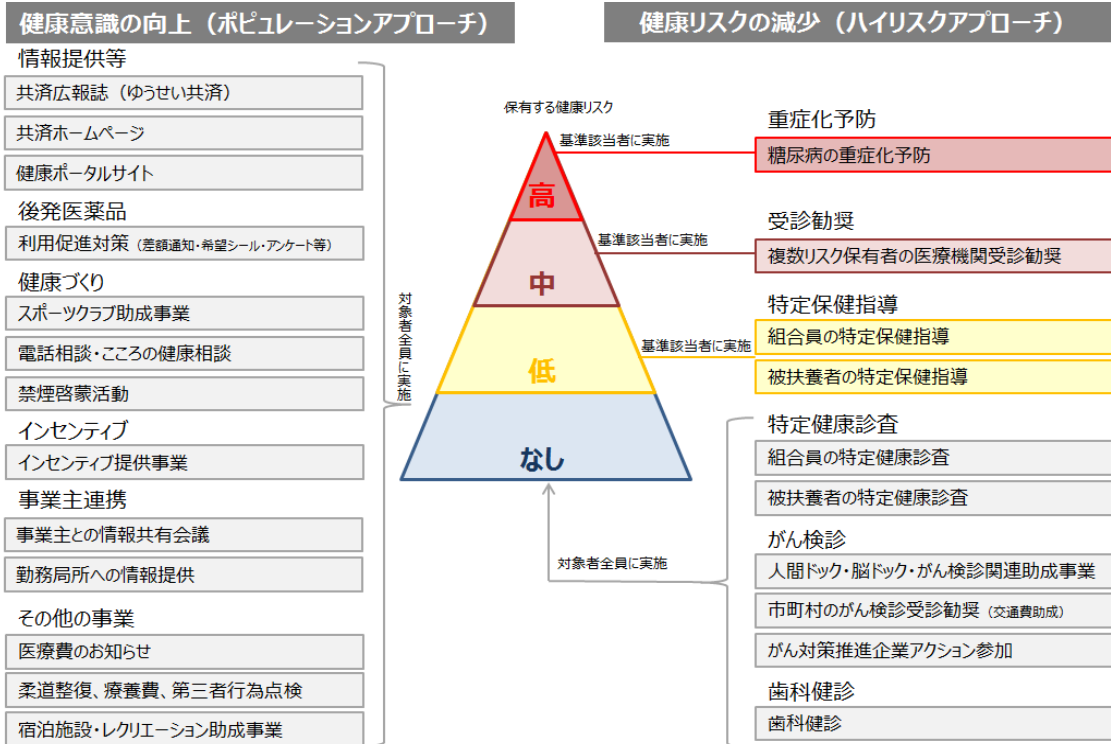 健康意識の向上（ポピュレーションアプローチ）
情報提供等
共済広報誌（ゆうせい共済）
共済ホームページ
健康ポータルサイト
後発医薬品
利用促進対策（差額通知・希望シール・アンケート等）
健康づくり
スポーツクラブ助成事業
電話相談・こころの健康相談
禁煙啓蒙活動
インセンティブ
インセンティブ提供事業
事業主連携
事業主との情報共有会議
勤務局所への情報提供
その他の事業
医療費のお知らせ
柔道整復、療養費、第三者行為点検
宿泊施設・レクリエーション助成事業
対象者全員に実施
保有する健康リスク
高
中
低
なし
健康リスクの減少（ハイリスクアプローチ）
基準該当者に実施
重症化予防
糖尿病の重症化予防
基準該当者に実施
受診勧奨
複数リスク保有者の医療機関受診勧奨
基準該当者に実施
特定保健指導
組合員の特定保健指導
被扶養者の特定保健指導
対象者全員に実施
特定健康診査
組合員の特定健康診査
被扶養者の特定健康診査
がん検診
人間ドック・脳ドック・がん検診関連助成事業
市町村のがん検診受診勧奨（交通費助成）
がん対策推進企業アクション参加
歯科健診
歯科健診